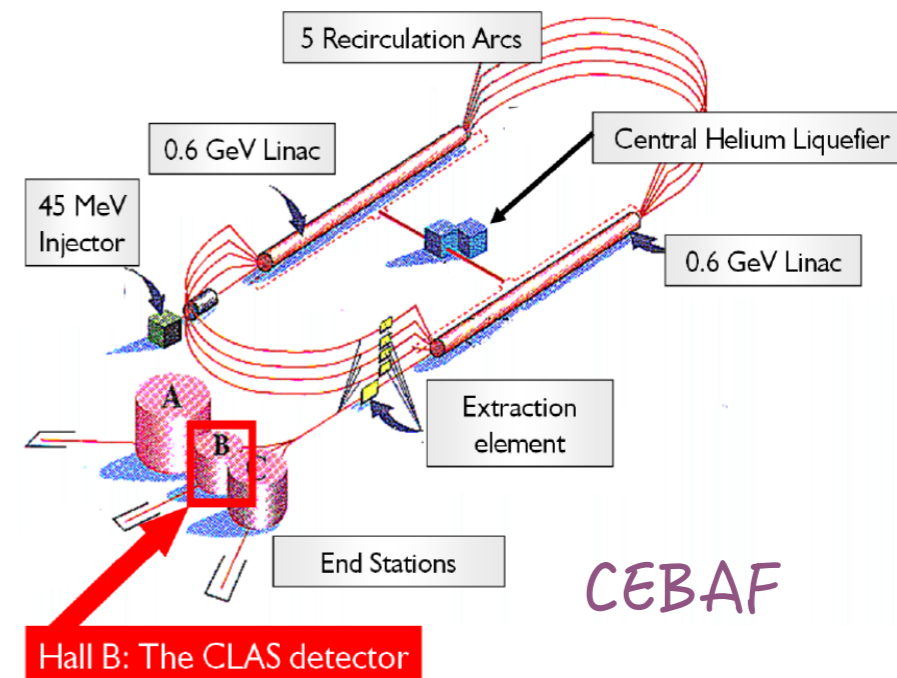 5 Recirculation Arcs
0.6 GeV Linac
Central Helium Liquefier
45 MeV
Injector
0.6 GeV Linac
A
B
C
Extraction
element
End Stations
CEBAF
Hall B: The CLAS detector